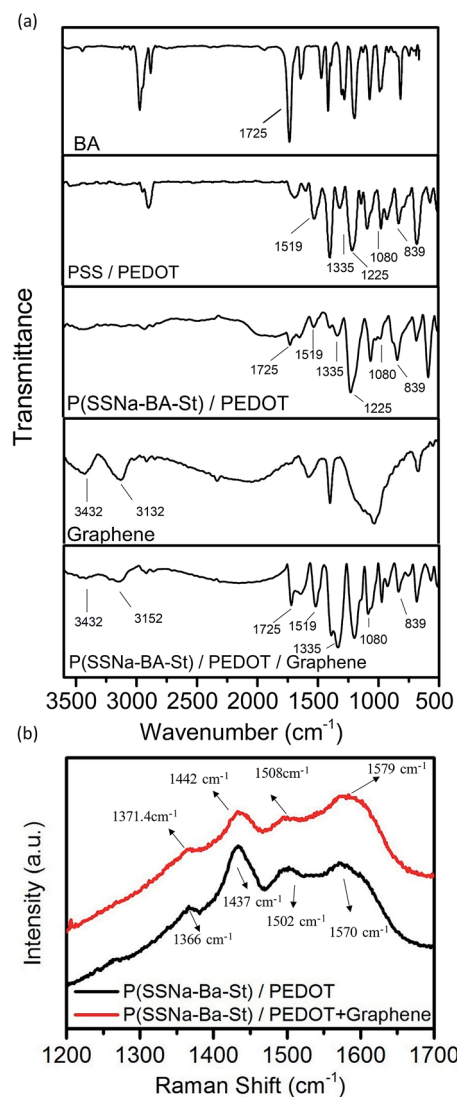 (a)
1725
BA
1519
1335
1225
1080
839
PSS / PEDOT
1725
1519
1335
1225
1080
839
P(SSNa-BA-St) / PEDOT
3432
3132
Graphene
3432
3152
1725
1519
1335
1080
839
P(SSNa-BA-St) / PEDOT / Graphene
Transmittance
3500 3000 2500 2000 1500 1000 500
Wavenumber (cm-1)
(b)
1371.4cm-1
1442 cm-1
1508cm-1
1579 cm-1
1366 cm-1
1437 cm-1
1502 cm-1
1570 cm-1
P(SSNa-Ba-St) / PEDOT
P(SSNa-Ba-St) / PEDOT+Graphene
Intensity (a.u.)
1200 1300 1400 1500 1600 1700
Raman Shift (cm-1)